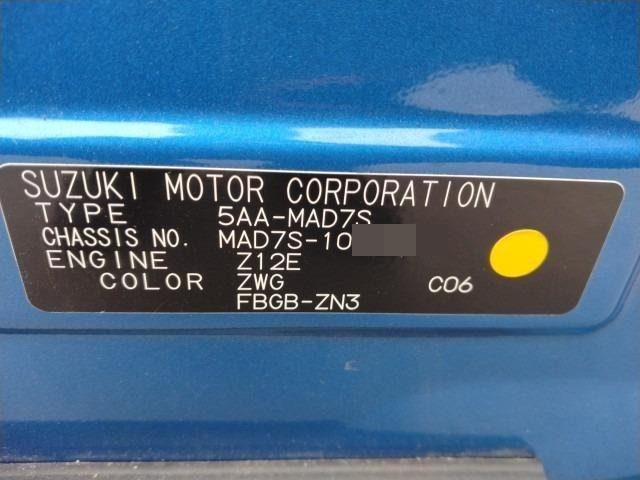 SUZUKI MOTOR CORPORATION
TYPE 5AA-MAD7S
CHASSIS NO. MAD7S-10
ENGINE Z12E
COLOR ZWG C06
FBGB-ZN3